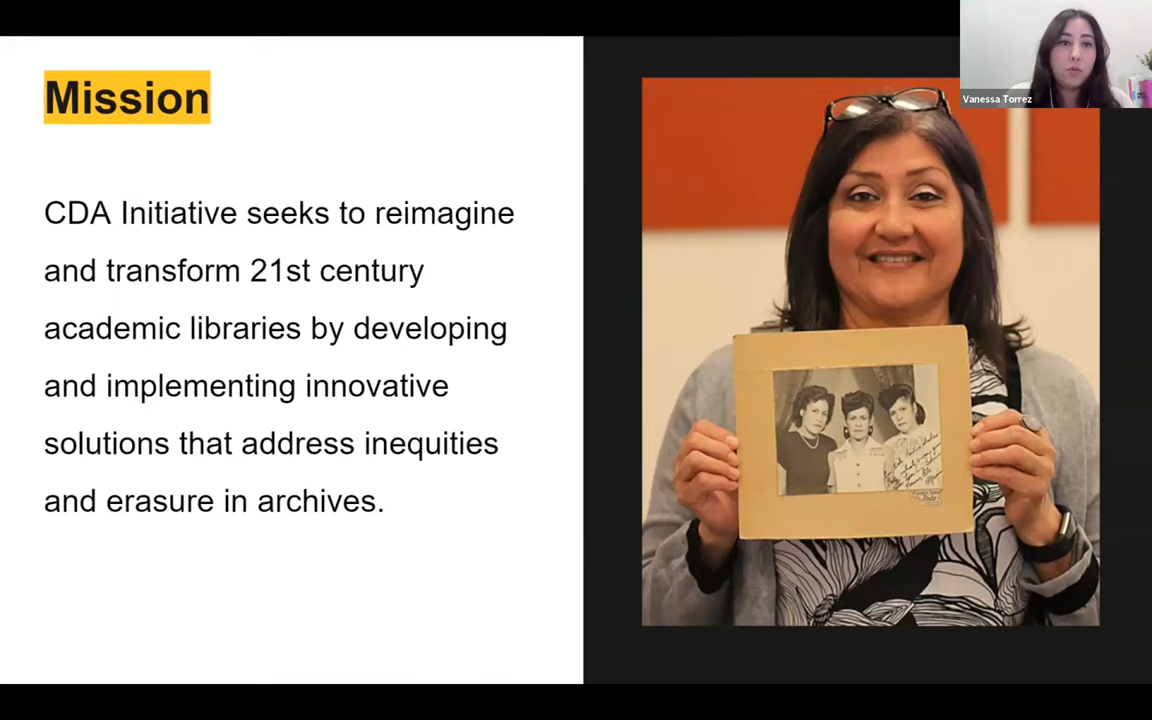 Mission
CDA Initiative seeks to reimagine
and transform 21st century
academic libraries by developing
and implementing innovative
solutions that address inequities
and erasure in archives.
Vanessa Torrez